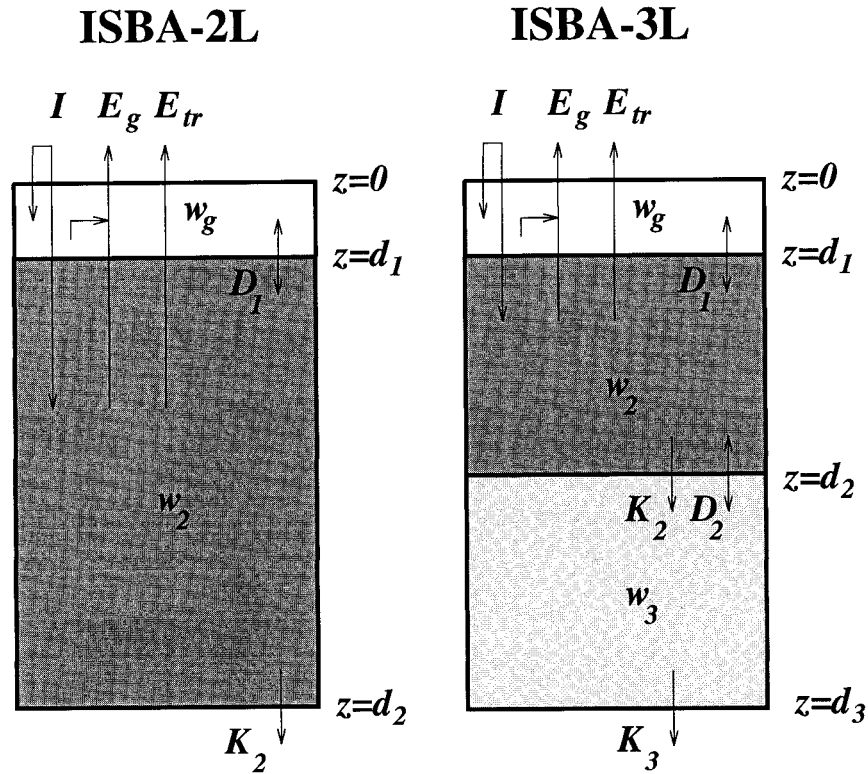 ISBA-2L
I E_g E_tr
z=0
w_g
z=d_1
D_1
w_2
z=d_2
K_2
ISBA-3L
I E_g E_tr
z=0
w_g
z=d_1
D_1
w_2
z=d_2
K_2 D_2
w_3
z=d_3
K_3